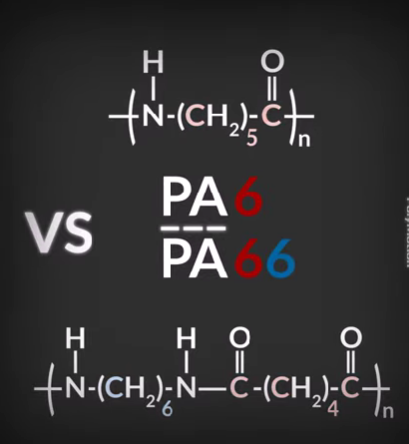 H O
N-(CH₂)₅-C n
VS
PA6
PA66
H H O O
N-(CH₂)₆-N—C-(CH₂)₄-C n